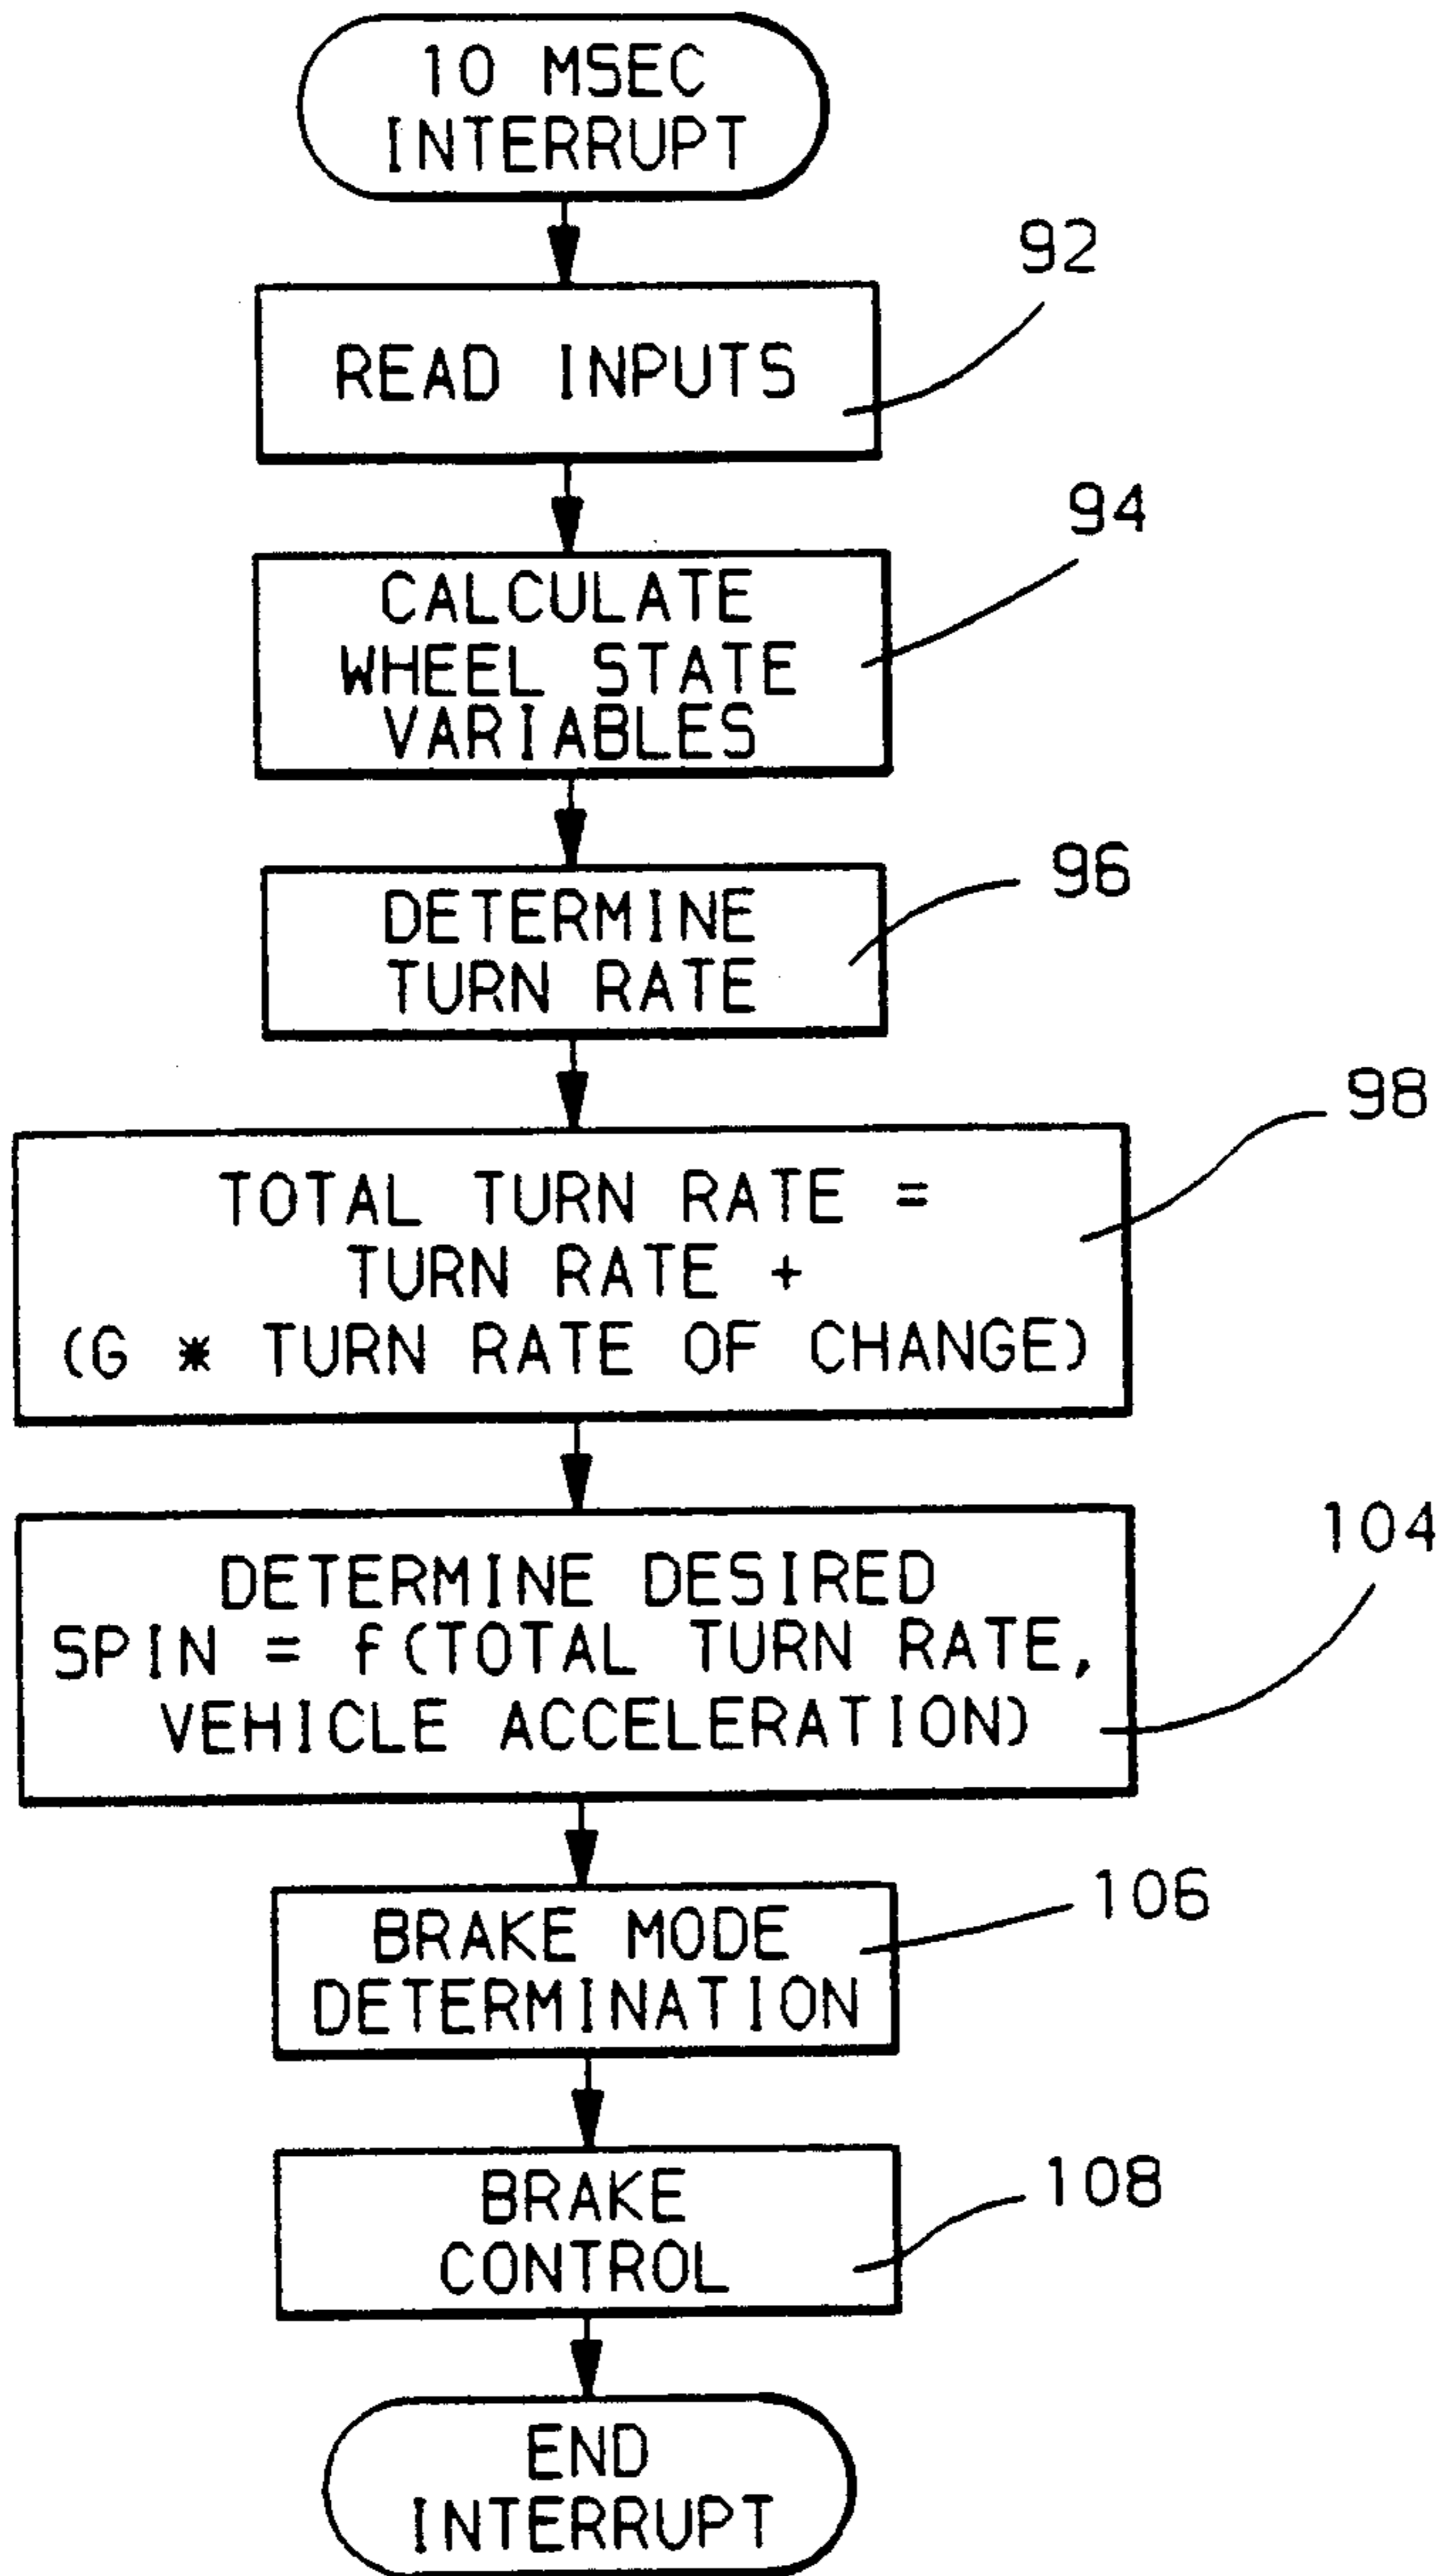 10 MSEC
INTERRUPT
92
READ INPUTS
94
CALCULATE
WHEEL STATE
VARIABLES
96
DETERMINE
TURN RATE
98
TOTAL TURN RATE =
TURN RATE +
(G * TURN RATE OF CHANGE)
104
DETERMINE DESIRED
SPIN = f(TOTAL TURN RATE,
VEHICLE ACCELERATION)
106
BRAKE MODE
DETERMINATION
108
BRAKE
CONTROL
END
INTERRUPT